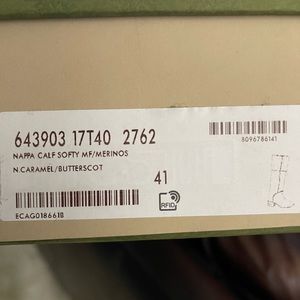 643903 17T40 2762
NAPPA CALF SOFTY MF/MERINOS
N.CARAMEL/BUTTERSCOT
8096786141
41
RFID
ECAG0186618